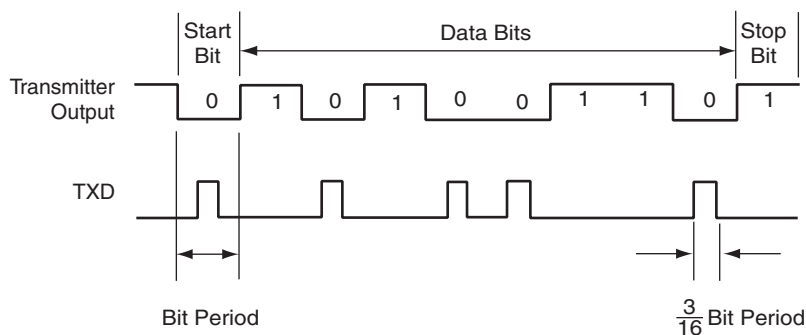 Start
Bit
Data Bits
Stop
Bit
Transmitter
Output
0 1 0 1 0 0 1 1 0 1
TXD
Bit Period
3/16 Bit Period